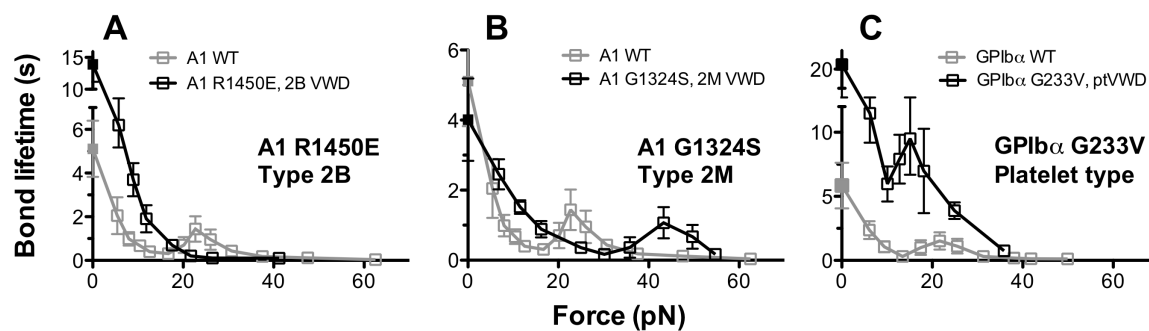 A
B
C
A1 WT
A1 R1450E, 2B VWD
A1 WT
A1 G1324S, 2M VWD
GPIbα WT
GPIbα G233V, ptVWD
A1 R1450E
Type 2B
A1 G1324S
Type 2M
GPIbα G233V
Platelet type
Bond lifetime (s)
15
10
6
4
2
0
6
4
2
0
20
10
5
0
0 20 40 60
0 20 40 60
0 20 40 60
Force (pN)